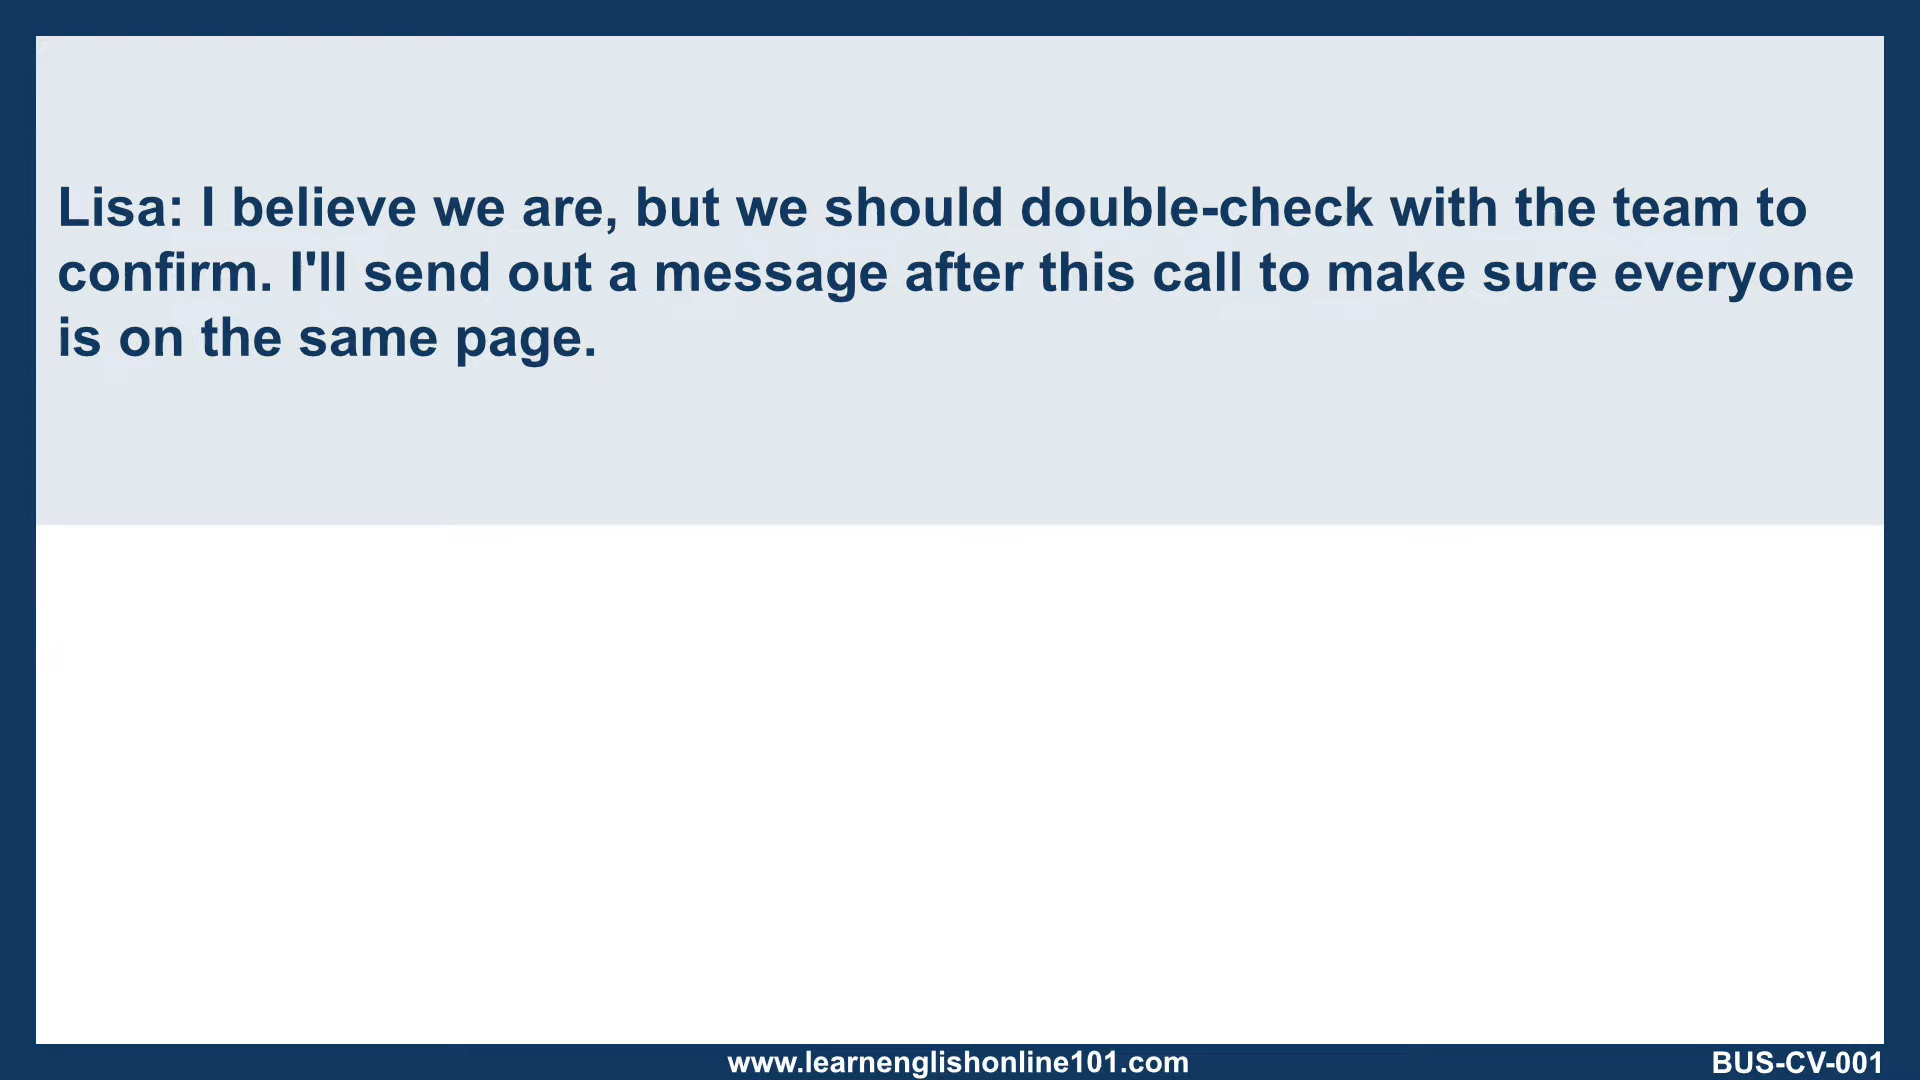 Lisa: I believe we are, but we should double-check with the team to
confirm. I'll send out a message after this call to make sure everyone
is on the same page.
www.learnenglishonline101.com
BUS-CV-001